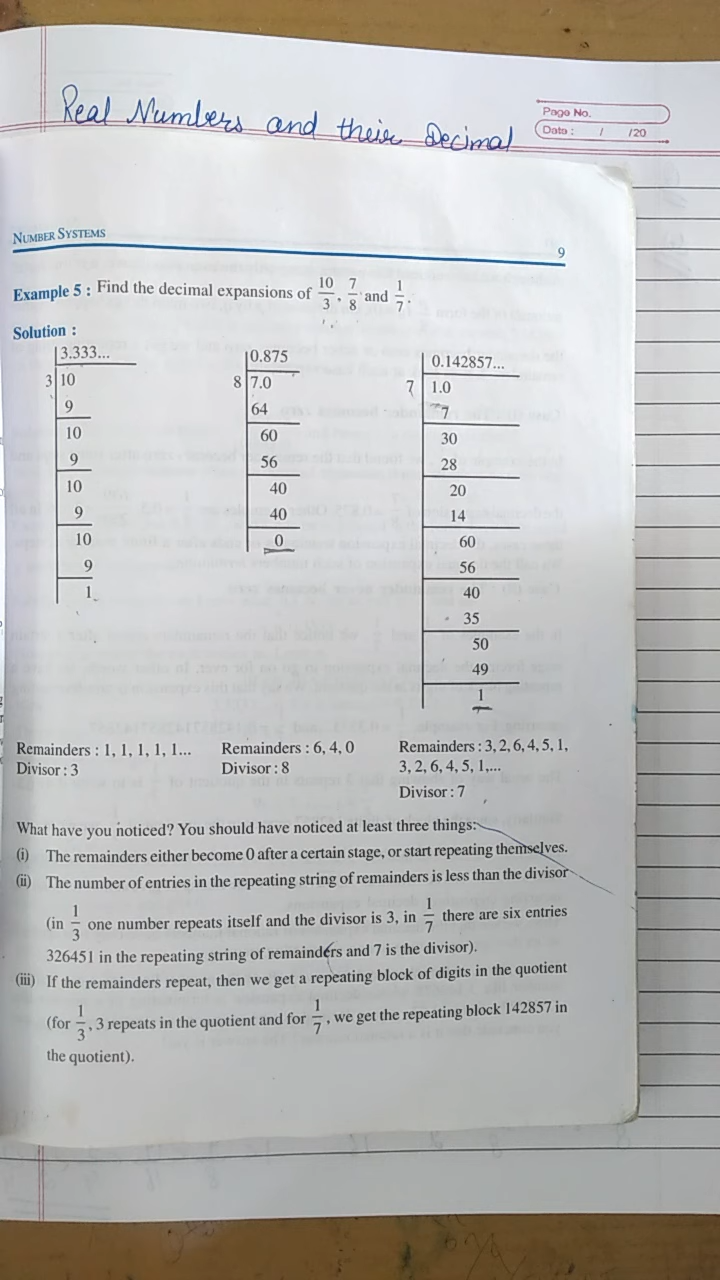 Real Numbers and their Decimal
Page No.
Date : / /20
NUMBER SYSTEMS
9
Example 5 : Find the decimal expansions of 10/3, 7/8 and 1/7.
Solution :
3.333...
3 10
9
10
9
10
9
10
9
1
0.875
8 7.0
64
60
56
40
40
0
0.142857...
7 1.0
7
30
28
20
14
60
56
40
35
50
49
1
Remainders : 1, 1, 1, 1, 1...
Divisor : 3
Remainders : 6, 4, 0
Divisor : 8
Remainders : 3, 2, 6, 4, 5, 1,
3, 2, 6, 4, 5, 1,...
Divisor : 7
What have you noticed? You should have noticed at least three things:
(i) The remainders either become 0 after a certain stage, or start repeating themselves.
(ii) The number of entries in the repeating string of remainders is less than the divisor
(in 1/3 one number repeats itself and the divisor is 3, in 1/7 there are six entries
326451 in the repeating string of remainders and 7 is the divisor).
(iii) If the remainders repeat, then we get a repeating block of digits in the quotient
(for 1/3, 3 repeats in the quotient and for 1/7, we get the repeating block 142857 in
the quotient).